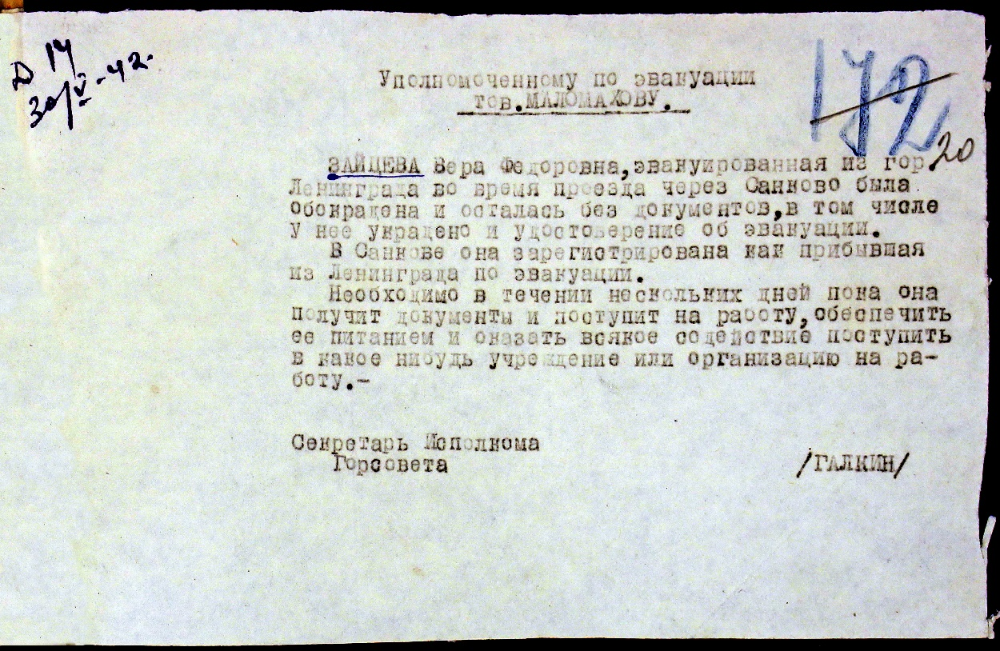 Д 14
30/V-42.
172
20
Уполномоченному по эвакуации
тов.МАЛОМАХОВУ.
ЗАЙЦЕВА Вера Федоровна,эвакуированная из гор.
Ленинграда во время проезда через Санково была
обокрадена и осталась без документов,в том числе
у нее украдено и удостоверение об эвакуации.
В Санкове она зарегистрирована как прибывшая
из Ленинграда по эвакуации.
Необходимо в течении нескольких дней пока она
получит документы и поступит на работу,обеспечить
ее питанием и оказать всякое содействие поступить
в какое нибудь учреждение или организацию на ра-
боту.-
Секретарь Исполкома
Горсовета
/ГАЛКИН/